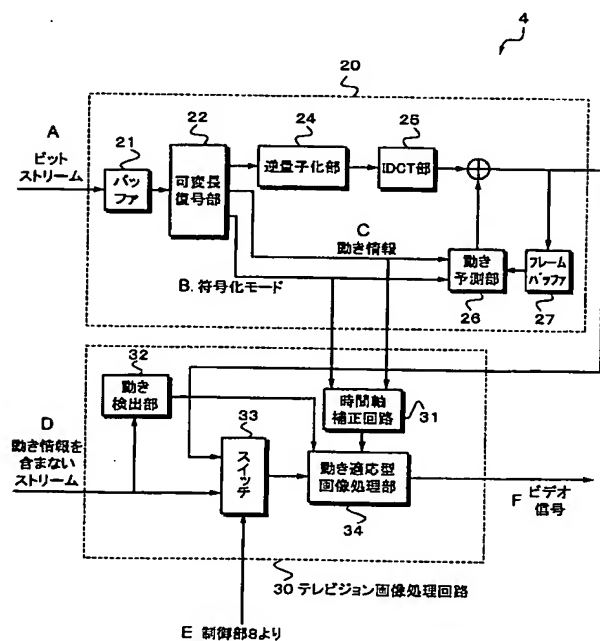 4
20
A
ビット
ストリーム
21
バッ
ファ
22
可変長
復号部
24
逆量子化部
25
IDCT部
C
動き情報
B. 符号化モード
動き
予測部
26
フレーム
バッファ
27
32
動き
検出部
D
動き情報を
含まない
ストリーム
33
スイッチ
時間軸
補正回路
31
動き適応型
画像処理部
34
F ビデオ
信号
30 テレビジョン画像処理回路
E 制御部8より